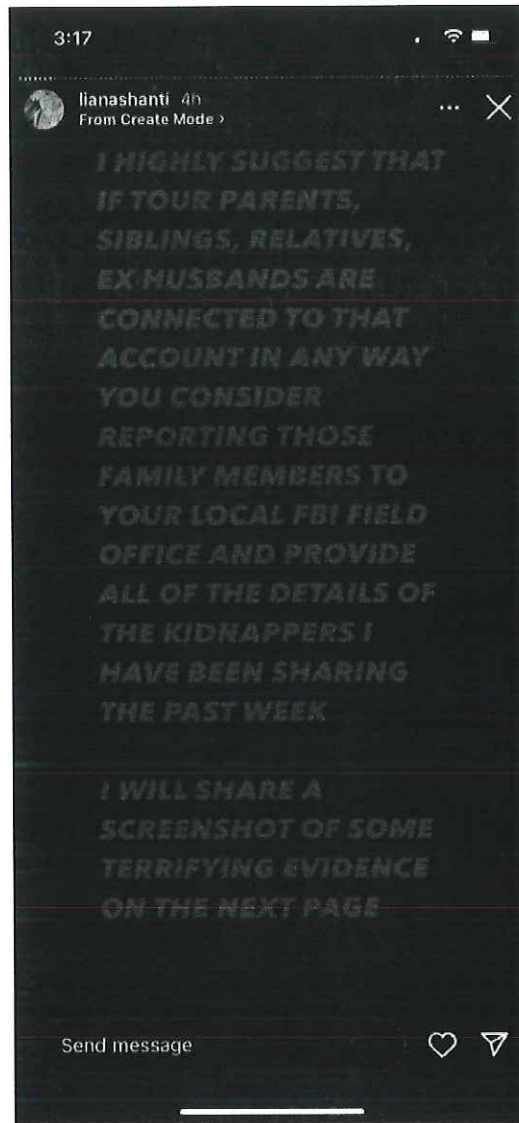 3:17
lianashanti 4h
From Create Mode >
I HIGHLY SUGGEST THAT
IF TOUR PARENTS,
SIBLINGS, RELATIVES,
EX HUSBANDS ARE
CONNECTED TO THAT
ACCOUNT IN ANY WAY
YOU CONSIDER
REPORTING THOSE
FAMILY MEMBERS TO
YOUR LOCAL FBI FIELD
OFFICE AND PROVIDE
ALL OF THE DETAILS OF
THE KIDNAPPERS I
HAVE BEEN SHARING
THE PAST WEEK
I WILL SHARE A
SCREENSHOT OF SOME
TERRIFYING EVIDENCE
ON THE NEXT PAGE
Send message